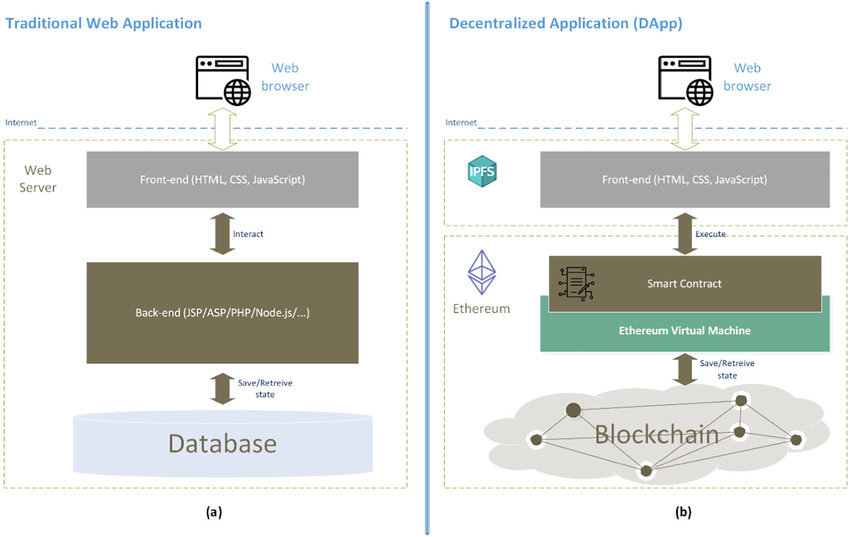 Traditional Web Application
Web
browser
Internet
Web
Server
Front-end (HTML, CSS, JavaScript)
Interact
Back-end (JSP/ASP/PHP/Node.js/...)
Save/Retreive
state
Database
(a)
Decentralized Application (DApp)
Web
browser
Internet
IPFS
Front-end (HTML, CSS, JavaScript)
Execute
Ethereum
Smart Contract
Ethereum Virtual Machine
Save/Retreive
state
Blockchain
(b)